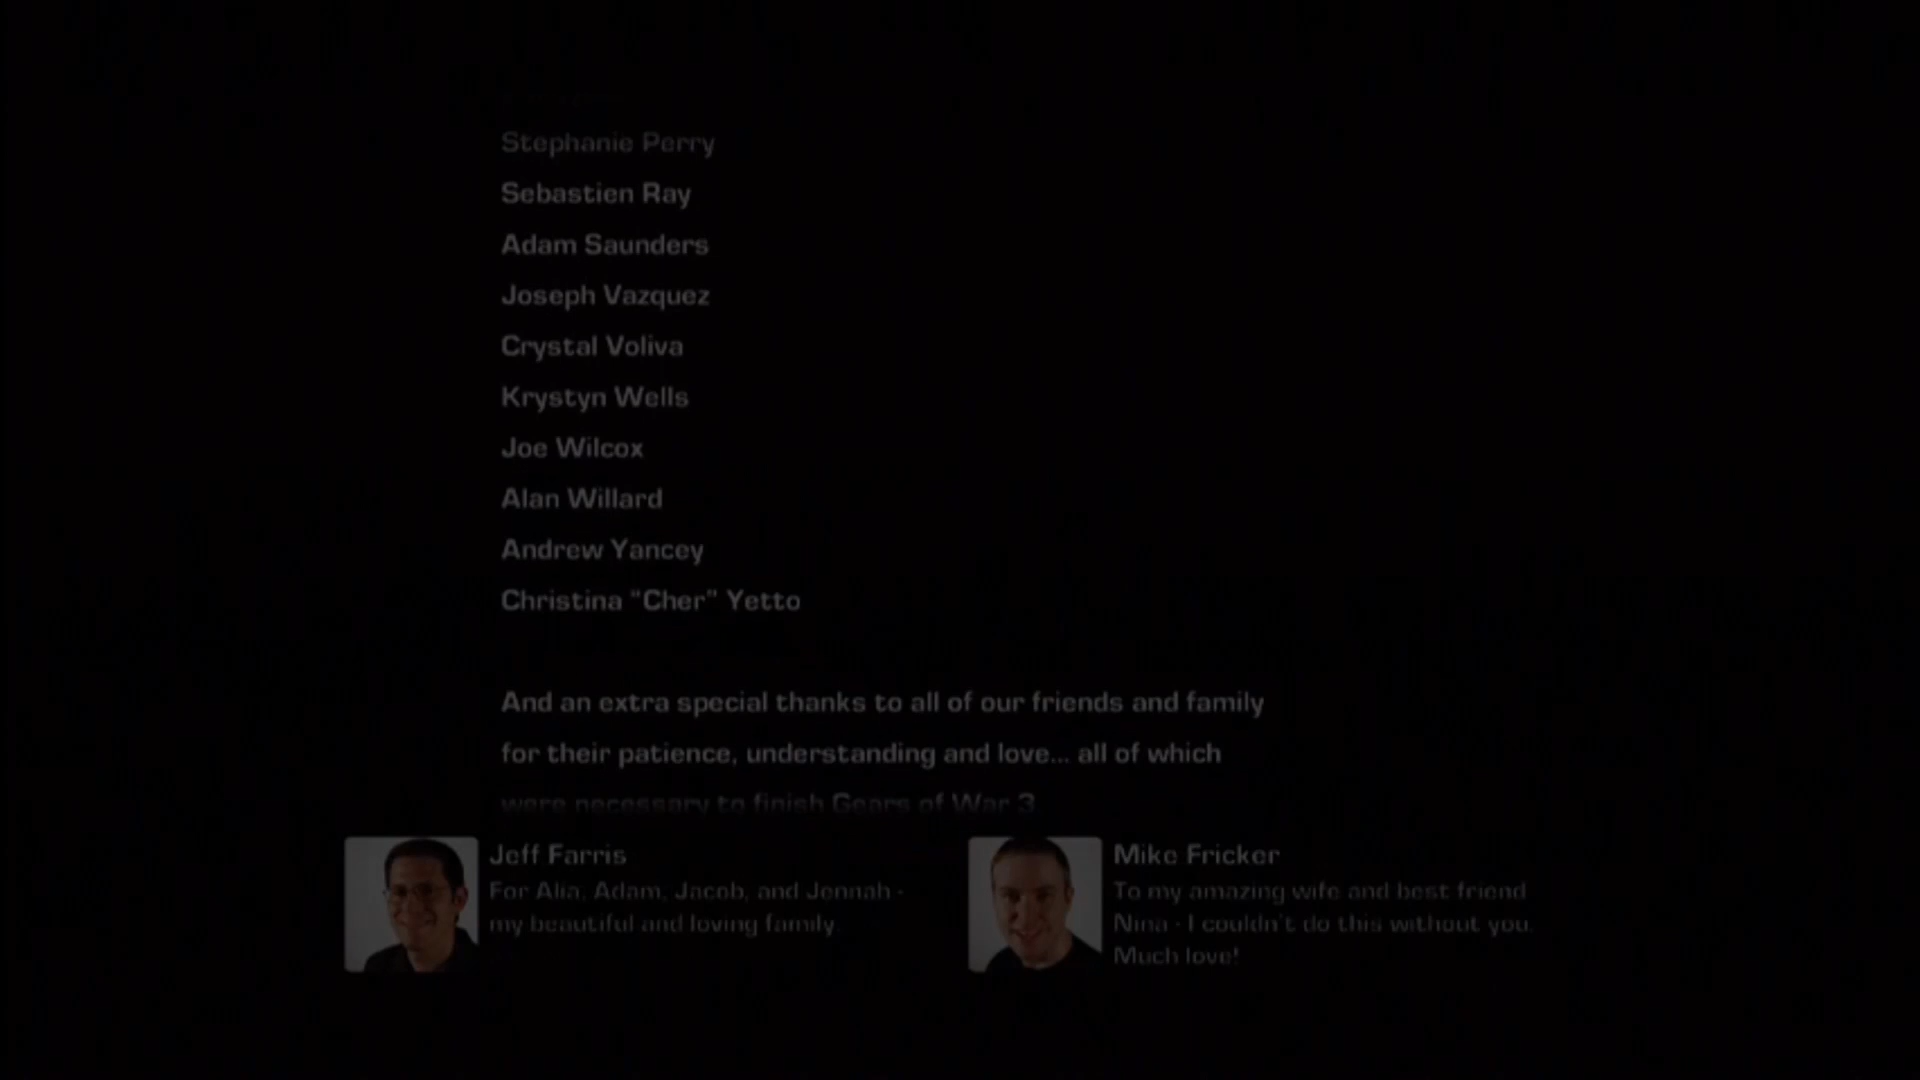 Stephanie Perry
Sebastien Ray
Adam Saunders
Joseph Vazquez
Crystal Voliva
Krystyn Wells
Joe Wilcox
Alan Willard
Andrew Yancey
Christina "Cher" Yetto
And an extra special thanks to all of our friends and family
for their patience, understanding and love... all of which
were necessary to finish Gears of War 3
Jeff Farris
For Alia, Adam, Jacob, and Jennah -
my beautiful and loving family
Mike Fricker
To my amazing wife and best friend
Nina - I couldn't do this without you.
Much love!